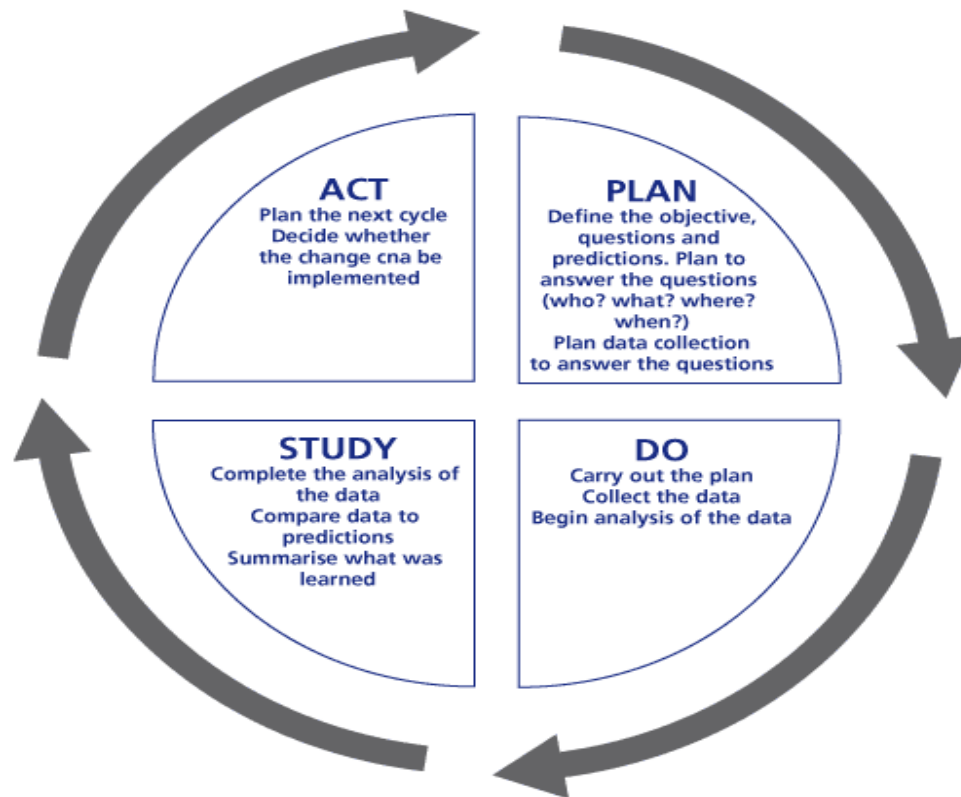 ACT
Plan the next cycle
Decide whether
the change cna be
implemented
PLAN
Define the objective,
questions and
predictions. Plan to
answer the questions
(who? what? where?
when?)
Plan data collection
to answer the questions
STUDY
Complete the analysis of
the data
Compare data to
predictions
Summarise what was
learned
DO
Carry out the plan
Collect the data
Begin analysis of the data